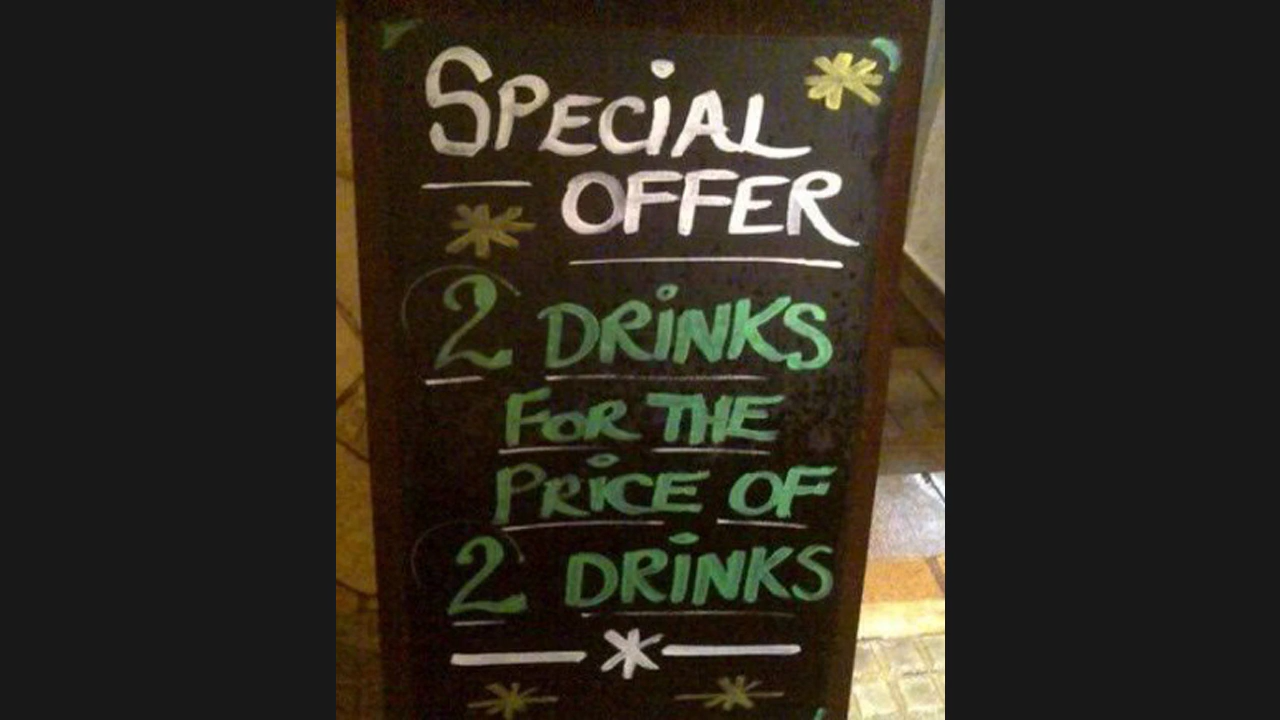 SPECIAL
OFFER
2 DRINKS
FOR THE
PRICE OF
2 DRINKS